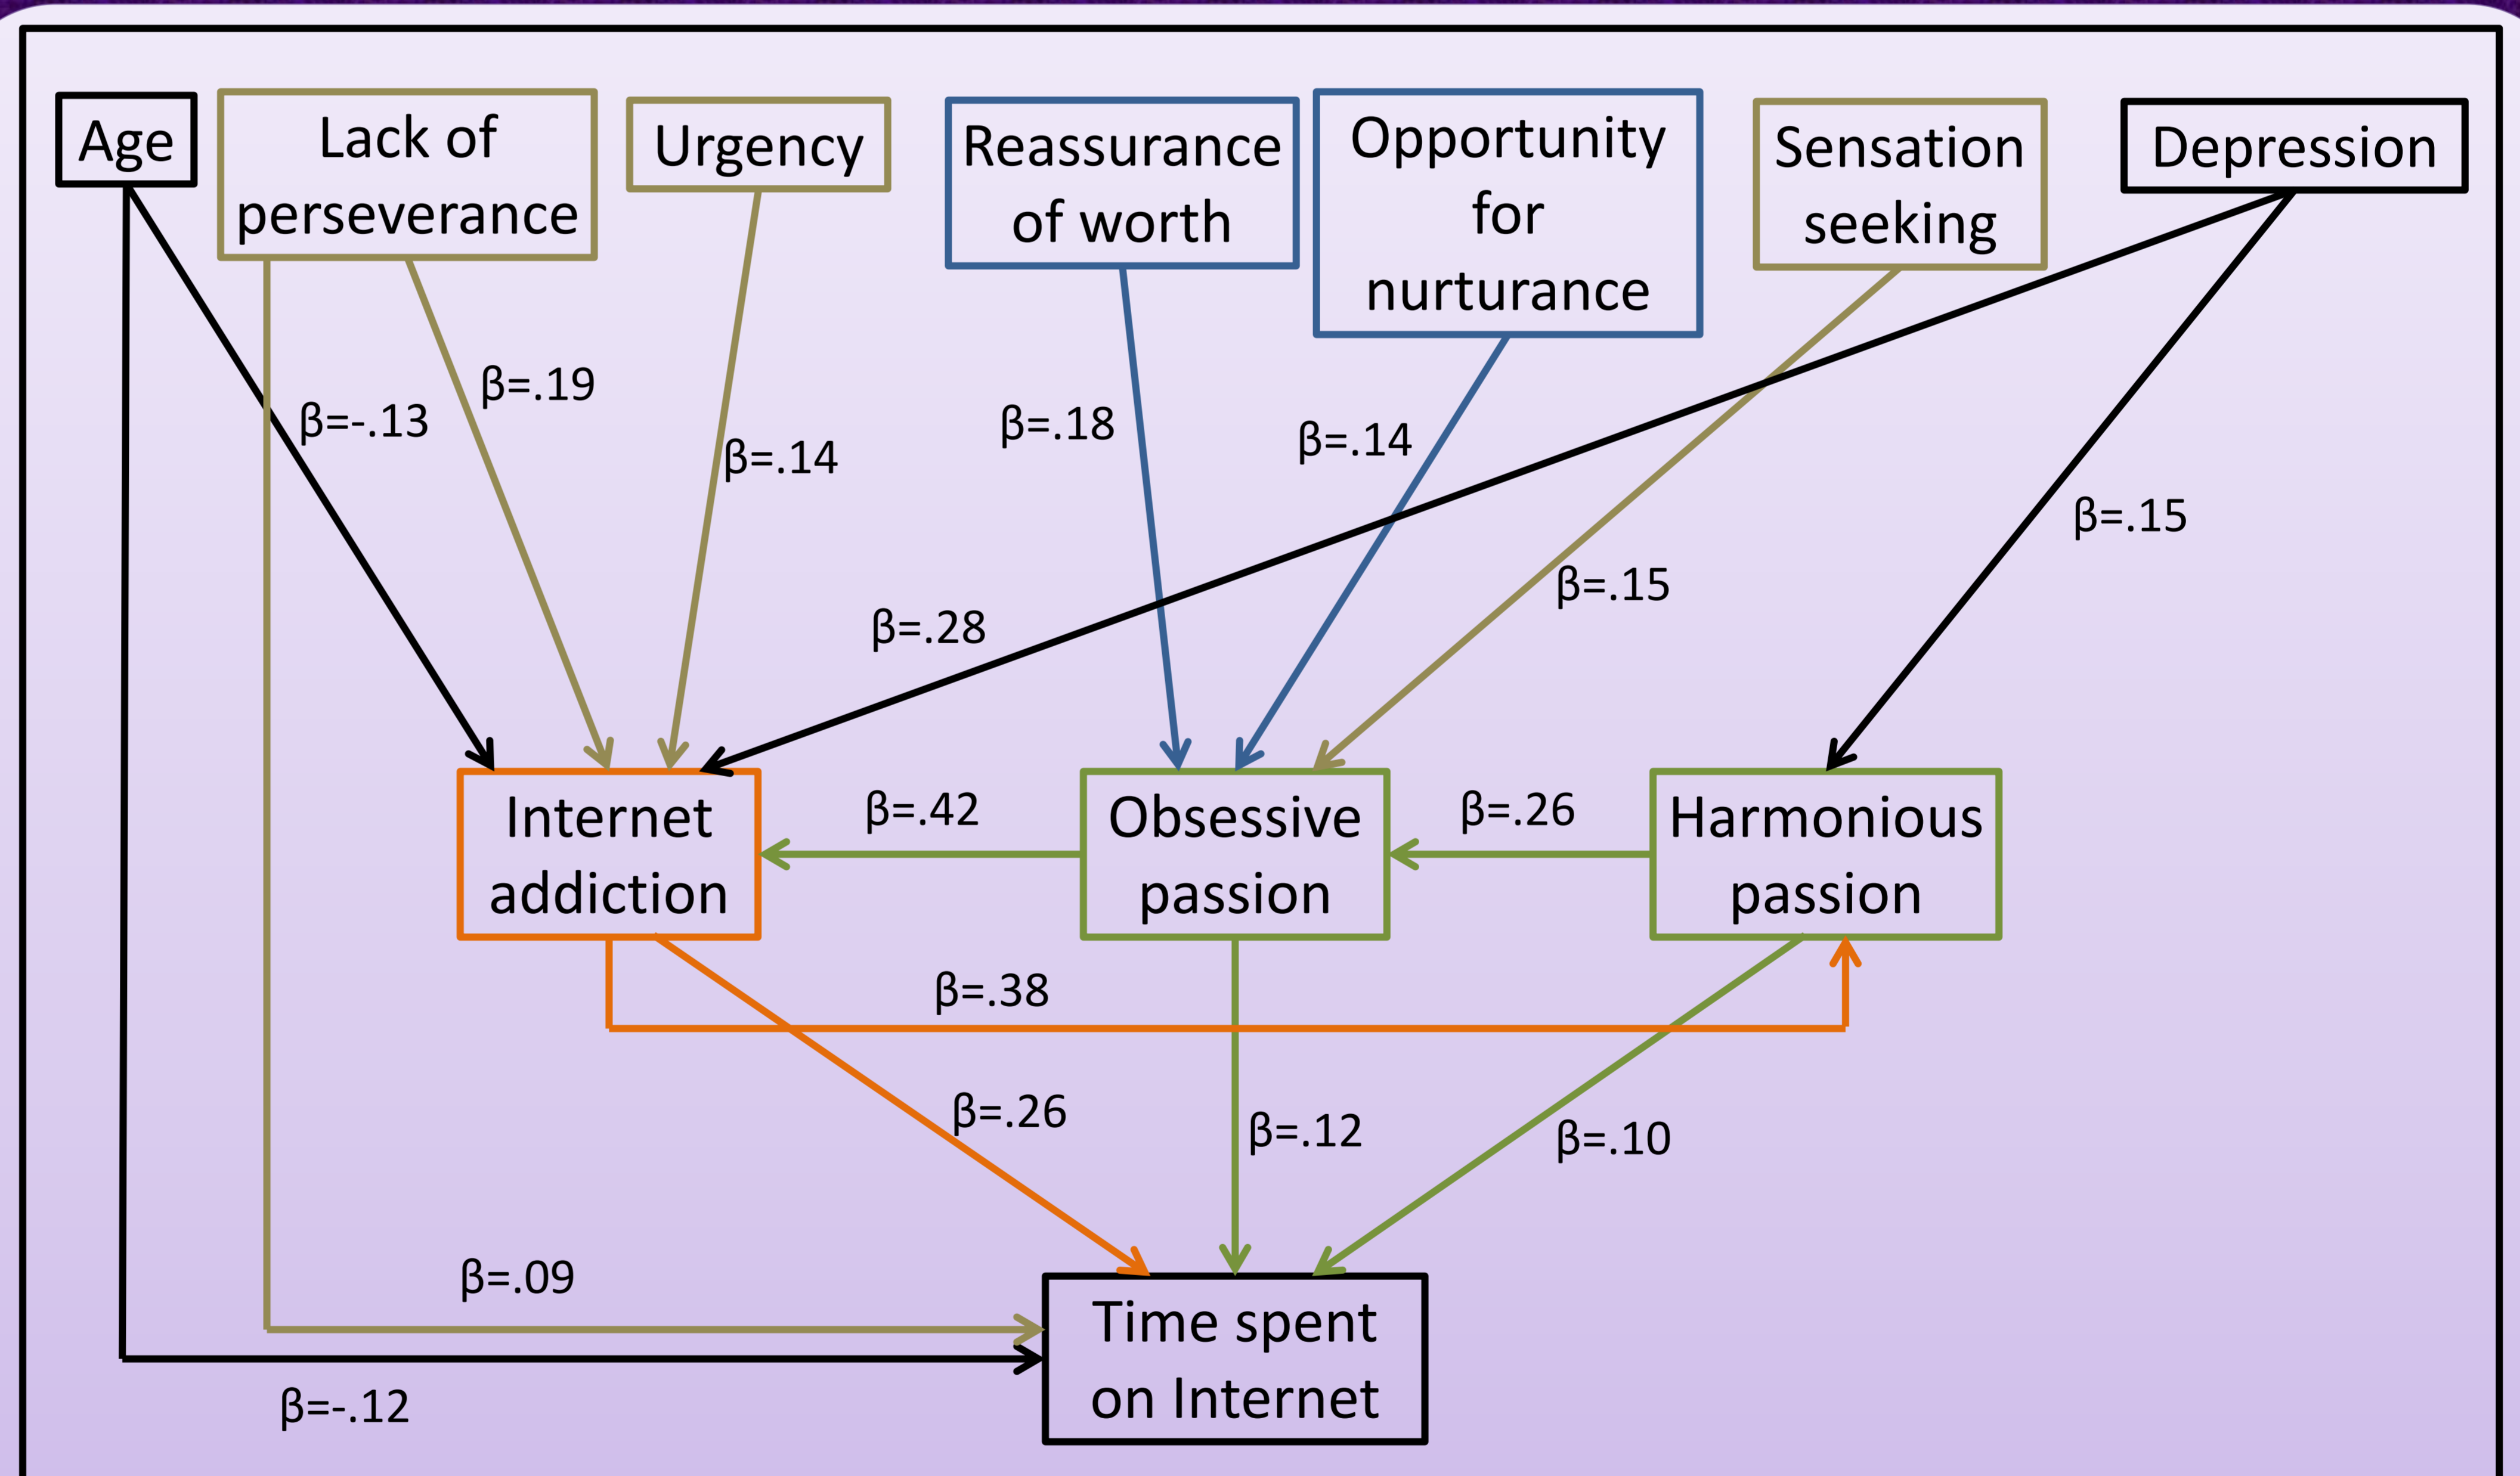 Age
Lack of
perseverance
Urgency
Reassurance
of worth
Opportunity
for
nurturance
Sensation
seeking
Depression
β=-.13
β=.19
β=.14
β=.18
β=.14
β=.28
β=.15
β=.15
Internet
addiction
β=.42
Obsessive
passion
β=.26
Harmonious
passion
β=.38
β=.26
β=.12
β=.10
β=.09
β=-.12
Time spent
on Internet